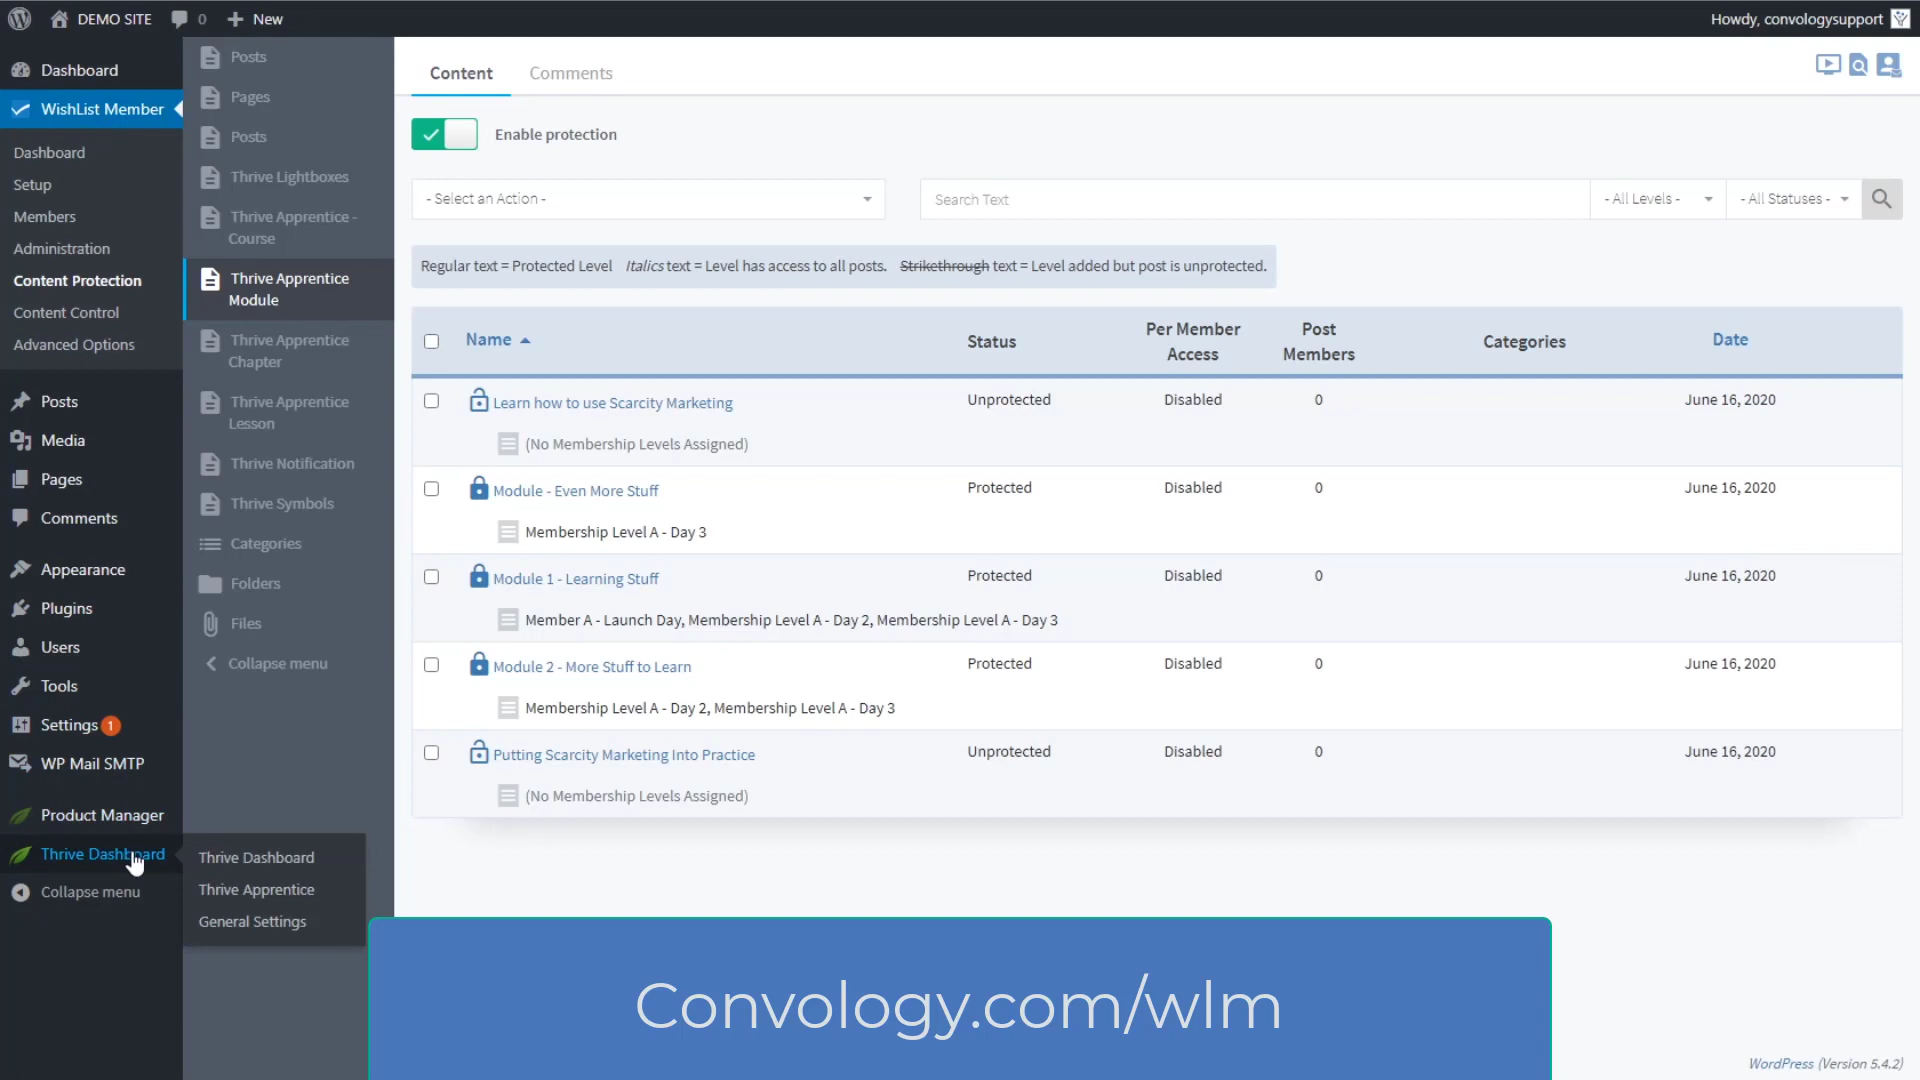 DEMO SITE
0
New
Howdy, convologysupport
Dashboard
WishList Member
Dashboard
Setup
Members
Administration
Content Protection
Content Control
Advanced Options
Posts
Media
Pages
Comments
Appearance
Plugins
Users
Tools
Settings 1
WP Mail SMTP
Product Manager
Thrive Dashboard
Collapse menu
Thrive Dashboard
Thrive Apprentice
General Settings
Posts
Pages
Posts
Thrive Lightboxes
Thrive Apprentice -
Course
Thrive Apprentice
Module
Thrive Apprentice
Chapter
Thrive Apprentice
Lesson
Thrive Notification
Thrive Symbols
Categories
Folders
Files
Collapse menu
Content
Comments
Enable protection
- Select an Action -
Search Text
- All Levels -
- All Statuses -
Regular text = Protected Level Italics text = Level has access to all posts. Strikethrough text = Level added but post is unprotected.
Name
Status
Per Member
Access
Post
Members
Categories
Date
Learn how to use Scarcity Marketing Unprotected Disabled 0 June 16, 2020
(No Membership Levels Assigned)
Module - Even More Stuff Protected Disabled 0 June 16, 2020
Membership Level A - Day 3
Module 1 - Learning Stuff Protected Disabled 0 June 16, 2020
Member A - Launch Day, Membership Level A - Day 2, Membership Level A - Day 3
Module 2 - More Stuff to Learn Protected Disabled 0 June 16, 2020
Membership Level A - Day 2, Membership Level A - Day 3
Putting Scarcity Marketing Into Practice Unprotected Disabled 0 June 16, 2020
(No Membership Levels Assigned)
Convology.com/wlm
WordPress (Version 5.4.2)